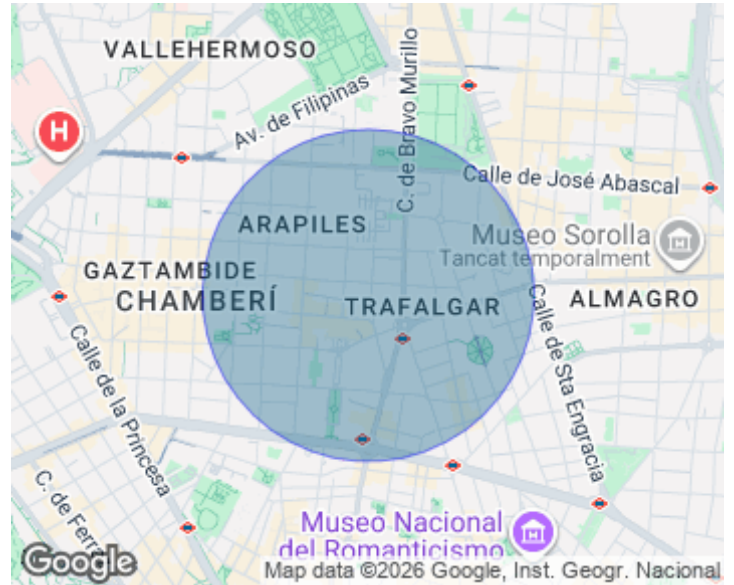 VALLEHERMOSO
Av. de Filipinas
C. de Bravo Murillo
H
Calle de José Abascal
ARAPILES
Museo Sorolla
Tancat temporalment
GAZTAMBIDE
CHAMBERÍ
TRAFALGAR
ALMAGRO
Calle de Sta Engracia
Calle de la Princesa
C. de Ferraz
Museo Nacional
del Romanticismo
Google
Map data ©2026 Google, Inst. Geogr. Nacional